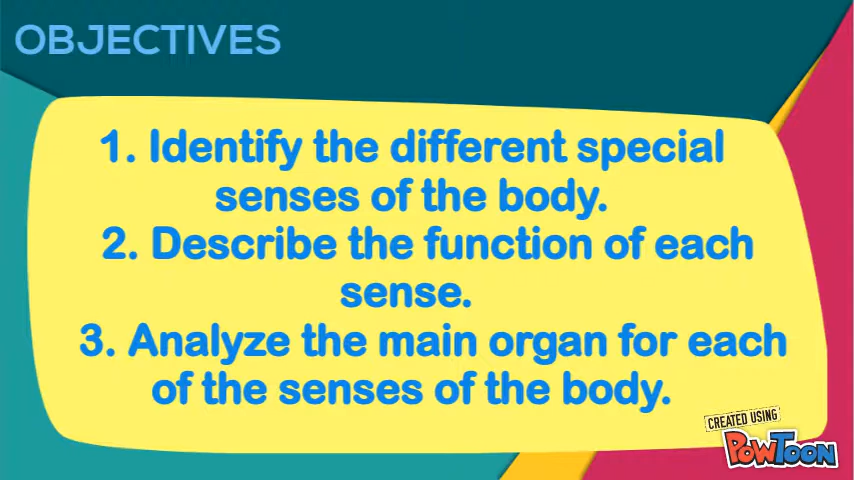 OBJECTIVES
1. Identify the different special
senses of the body.
2. Describe the function of each
sense.
3. Analyze the main organ for each
of the senses of the body.
CREATED USING
POWTOON